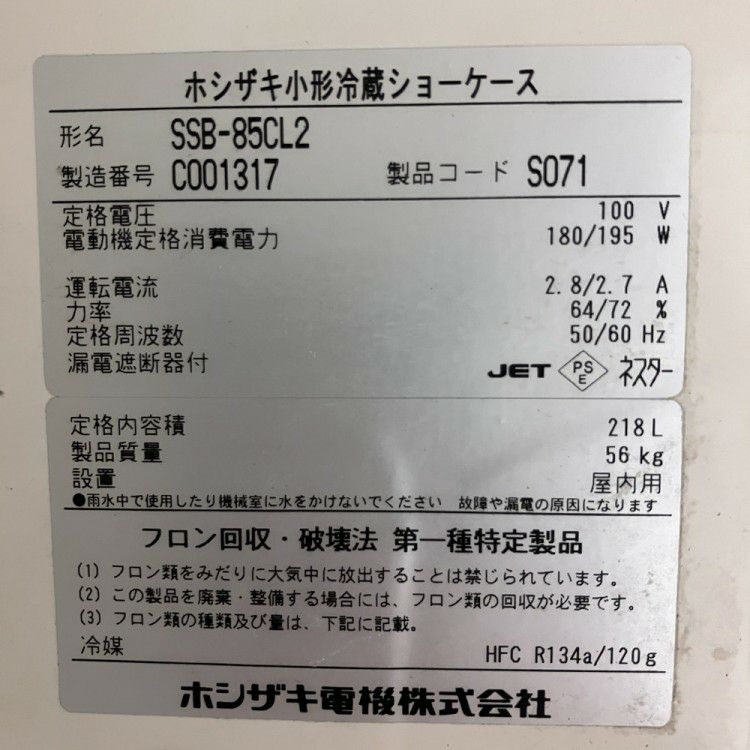 ホシザキ小形冷蔵ショーケース
形名 SSB-85CL2
製造番号 C001317 製品コード S071
定格電圧 100 V
電動機定格消費電力 180/195 W
運転電流 2.8/2.7 A
力率 64/72 %
定格周波数 50/60 Hz
漏電遮断器付 JET PSE ネスター
定格内容積 218 L
製品質量 56 kg
設置 屋内用
●雨水中で使用したり機械室に水をかけないでください 故障や漏電の原因になります
フロン回収・破壊法 第一種特定製品
(1) フロン類をみだりに大気中に放出することは禁じられています。
(2) この製品を廃棄・整備する場合には、フロン類の回収が必要です。
(3) フロン類の種類及び量は、下記に記載。
冷媒 HFC R134a/120g
ホシザキ電機株式会社